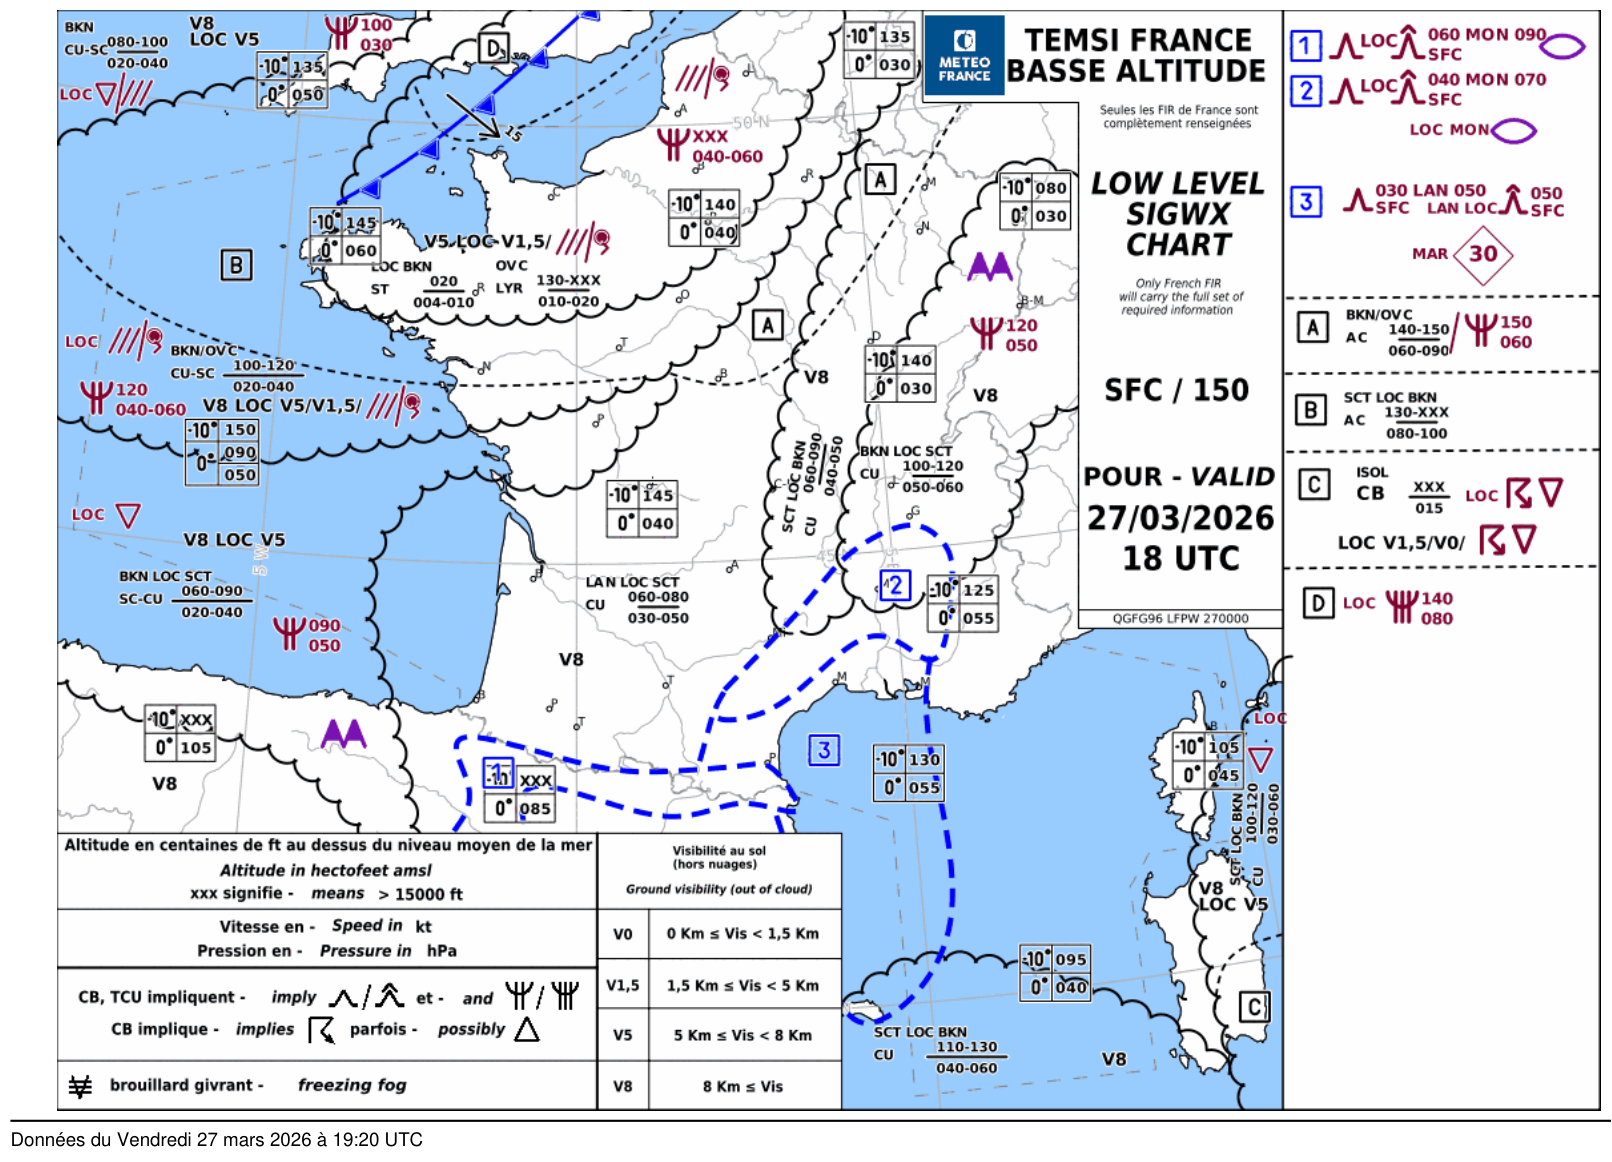 TEMSI FRANCE
BASSE ALTITUDE
METEO
FRANCE
Seules les FIR de France sont
complètement renseignées
LOW LEVEL
SIGWX
CHART
Only French FIR
will carry the full set of
required information
SFC / 150
POUR - VALID
27/03/2026
18 UTC
QGFG96 LFPW 270000
BKN
CU-SC 080-100
020-040
LOC
V8
LOC V5
-10° 135
0° 050
100
030
D
15
-10° 135
0° 030
50°N
XXX
040-060
A
-10° 080
0° 030
-10° 145
0° 060
-10° 140
0° 040
B
V5 LOC V1,5/
LOC BKN
ST 020
004-010
OVC
LYR 130-XXX
010-020
A
120
050
LOC
BKN/OVC
CU-SC 100-120
020-040
120
040-060
V8 LOC V5/V1,5/
-10° 140
0° 030
V8
V8
-10° 150
0° 090
050
SCT LOC BKN
CU 060-090
040-050
BKN LOC SCT
CU 100-120
050-060
-10° 145
0° 040
LOC
V8 LOC V5
BKN LOC SCT
SC-CU 060-090
020-040
090
050
LAN LOC SCT
CU 060-080
030-050
2
-10° 125
0° 055
V8
-10° XXX
0° 105
V8
1
-10° XXX
0° 085
3
-10° 130
0° 055
LOC
-10° 105
0° 045
SCT LOC BKN
CU 100-120
030-060
V8
LOC V5
-10° 095
0° 040
C
SCT LOC BKN
CU 110-130
040-060
V8
Altitude en centaines de ft au dessus du niveau moyen de la mer
Altitude in hectofeet amsl
xxx signifie - means > 15000 ft
Vitesse en - Speed in kt
Pression en - Pressure in hPa
CB, TCU impliquent - imply / et - and /
CB implique - implies parfois - possibly
brouillard givrant - freezing fog
Visibilité au sol
(hors nuages)
Ground visibility (out of cloud)
V0 0 Km ≤ Vis < 1,5 Km
V1,5 1,5 Km ≤ Vis < 5 Km
V5 5 Km ≤ Vis < 8 Km
V8 8 Km ≤ Vis
1 LOC 060 MON 090
SFC
2 LOC 040 MON 070
SFC
LOC MON
3 030 LAN 050 050
SFC LAN LOC SFC
MAR 30
A BKN/OVC
AC 140-150 / 150
060-090 060
B SCT LOC BKN
AC 130-XXX
080-100
C ISOL
CB XXX LOC
015
LOC V1,5/V0/
D LOC 140
080
Données du Vendredi 27 mars 2026 à 19:20 UTC